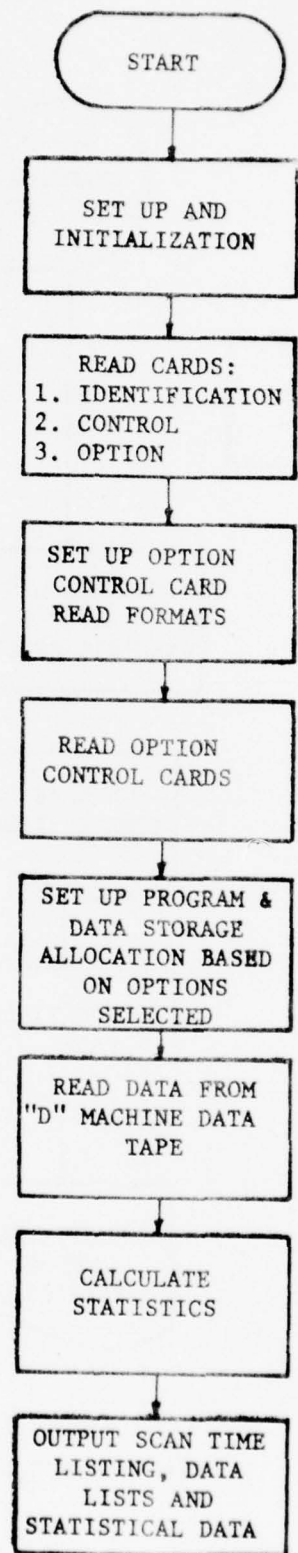 START
SET UP AND
INITIALIZATION
READ CARDS:
1. IDENTIFICATION
2. CONTROL
3. OPTION
SET UP OPTION
CONTROL CARD
READ FORMATS
READ OPTION
CONTROL CARDS
SET UP PROGRAM &
DATA STORAGE
ALLOCATION BASED
ON OPTIONS
SELECTED
READ DATA FROM
"D" MACHINE DATA
TAPE
CALCULATE
STATISTICS
OUTPUT SCAN TIME
LISTING, DATA
LISTS AND
STATISTICAL DATA